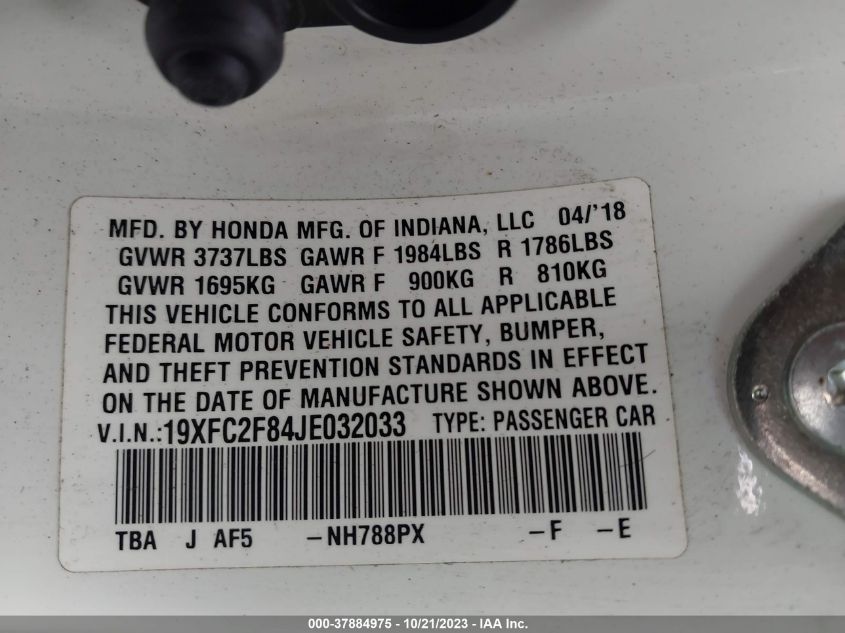 MFD. BY HONDA MFG. OF INDIANA, LLC 04/'18
GVWR 3737LBS GAWR F 1984LBS R 1786LBS
GVWR 1695KG GAWR F 900KG R 810KG
THIS VEHICLE CONFORMS TO ALL APPLICABLE
FEDERAL MOTOR VEHICLE SAFETY, BUMPER,
AND THEFT PREVENTION STANDARDS IN EFFECT
ON THE DATE OF MANUFACTURE SHOWN ABOVE.
V.I.N.:19XFC2F84JE032033 TYPE: PASSENGER CAR
TBA J AF5 –NH788PX –F –E
000-37884975 - 10/21/2023 - IAA Inc.